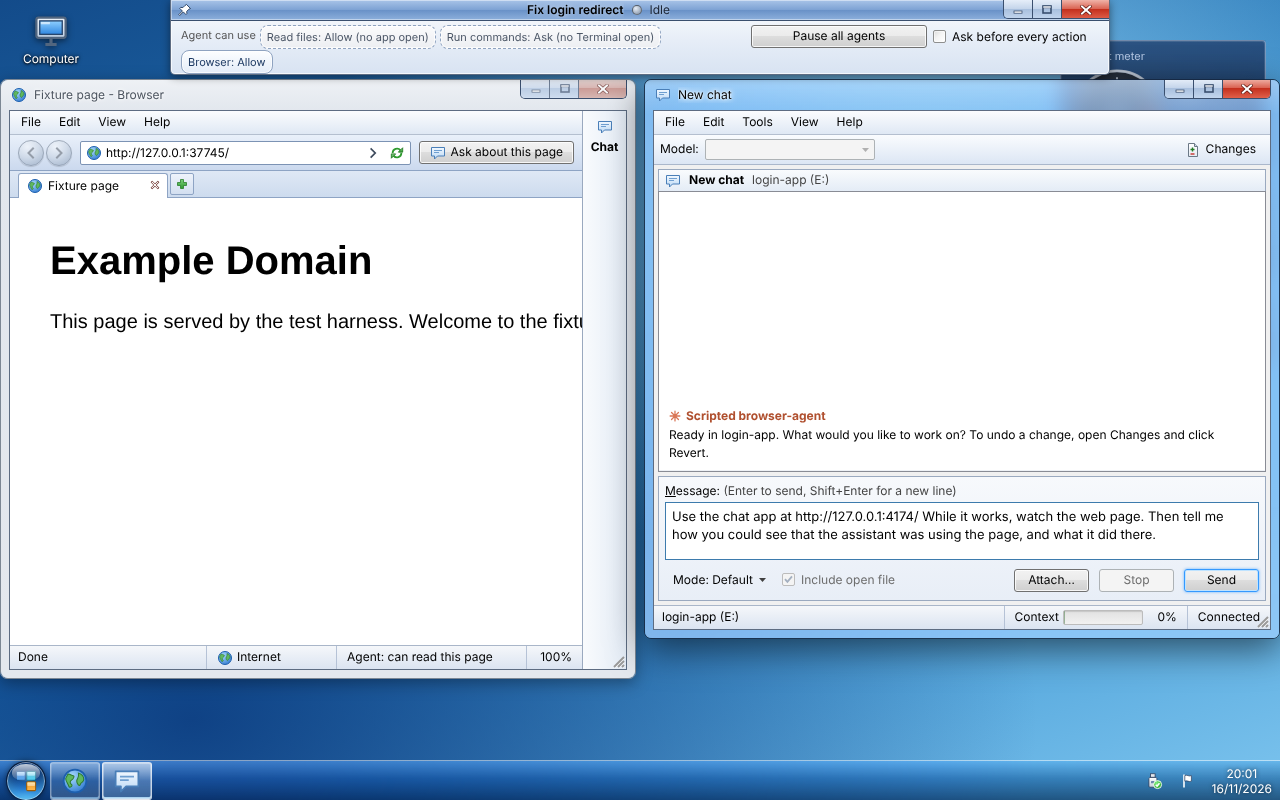 Computer
Fix login redirect Idle
Agent can use Read files: Allow (no app open) Run commands: Ask (no Terminal open)
Browser: Allow
Pause all agents Ask before every action
meter
Fixture page - Browser
File Edit View Help
http://127.0.0.1:37745/ Ask about this page
Fixture page
Example Domain
This page is served by the test harness. Welcome to the
Chat
Done Internet Agent: can read this page 100%
New chat
File Edit Tools View Help
Model: Changes
New chat login-app (E:)
Scripted browser-agent
Ready in login-app. What would you like to work on? To undo a change, open Changes and click
Revert.
Message: (Enter to send, Shift+Enter for a new line)
Use the chat app at http://127.0.0.1:4174/ While it works, watch the web page. Then tell me
how you could see that the assistant was using the page, and what it did there.
Mode: Default Include open file Attach... Stop Send
login-app (E:) Context 0% Connected
20:01
16/11/2026